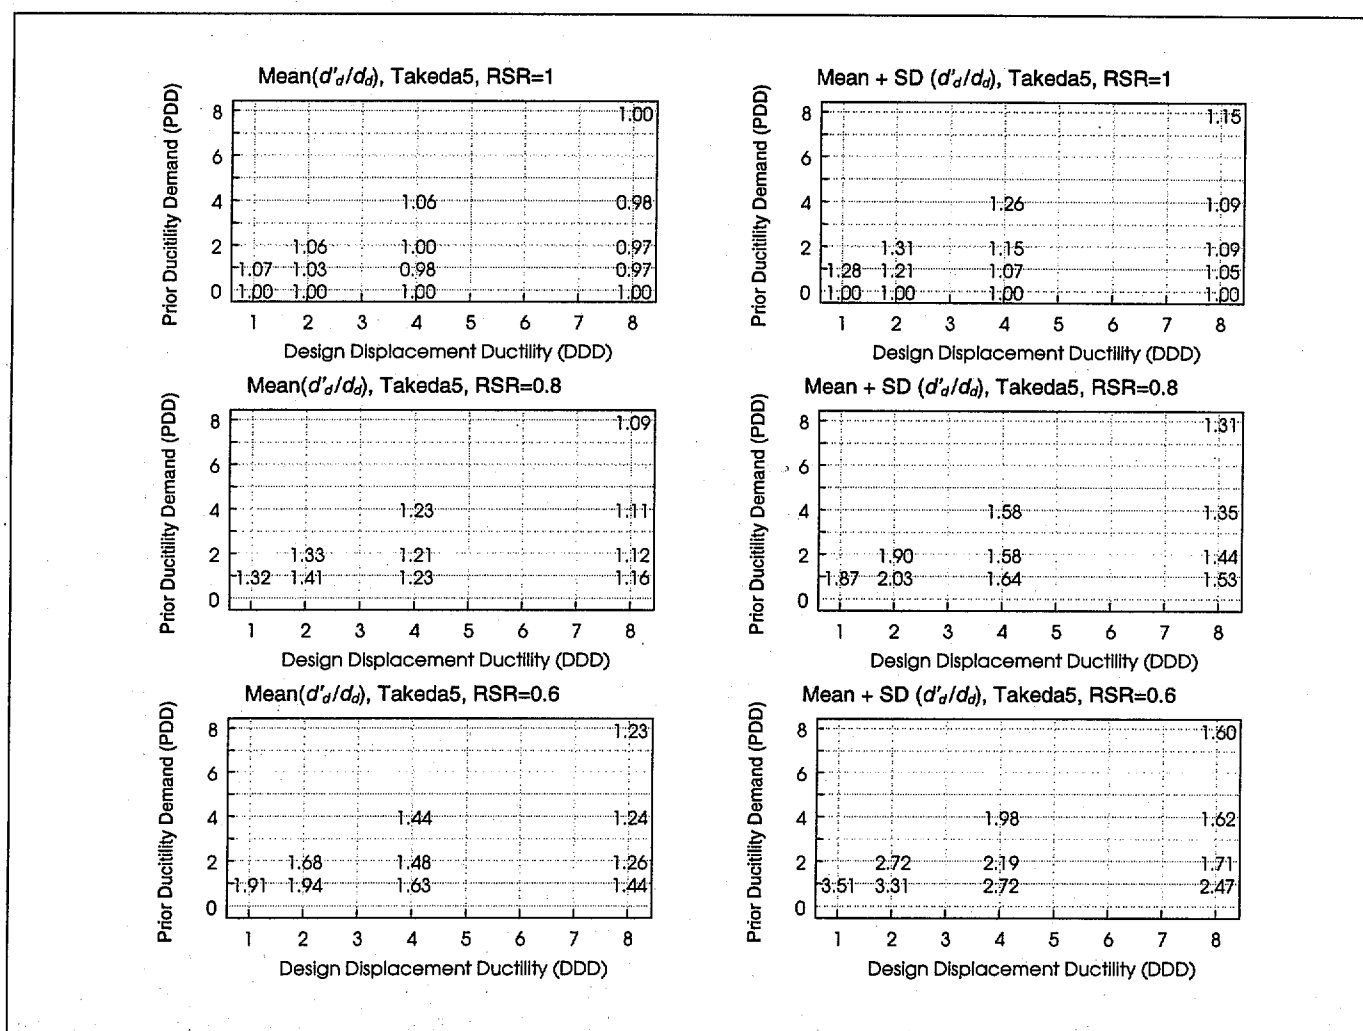 Mean(d'd/dd), Takeda5, RSR=1
Prior Ducitility Demand (PDD)
8 1.00
6
4 1.06 0.98
2 1.06 1.00 0.97
1.07 1.03 0.98 0.97
0 1.00 1.00 1.00 1.00
1 2 3 4 5 6 7 8
Design Displacement Ductility (DDD)
Mean + SD (d'd/dd), Takeda5, RSR=1
Prior Ducitility Demand (PDD)
8 1.15
6
4 1.26 1.09
2 1.31 1.15 1.09
1.28 1.21 1.07 1.05
0 1.00 1.00 1.00 1.00
1 2 3 4 5 6 7 8
Design Displacement Ductility (DDD)
Mean(d'd/dd), Takeda5, RSR=0.8
Prior Ducitility Demand (PDD)
8 1.09
6
4 1.23 1.11
2 1.33 1.21 1.12
1.32 1.41 1.23 1.16
0
1 2 3 4 5 6 7 8
Design Displacement Ductility (DDD)
Mean + SD (d'd/dd), Takeda5, RSR=0.8
Prior Ducitility Demand (PDD)
8 1.31
6
4 1.58 1.35
2 1.90 1.58 1.44
1.87 2.03 1.64 1.53
0
1 2 3 4 5 6 7 8
Design Displacement Ductility (DDD)
Mean(d'd/dd), Takeda5, RSR=0.6
Prior Ducitility Demand (PDD)
8 1.23
6
4 1.44 1.24
2 1.68 1.48 1.26
1.91 1.94 1.63 1.44
0
1 2 3 4 5 6 7 8
Design Displacement Ductility (DDD)
Mean + SD (d'd/dd), Takeda5, RSR=0.6
Prior Ducitility Demand (PDD)
8 1.60
6
4 1.98 1.62
2 2.72 2.19 1.71
3.51 3.31 2.72 2.47
0
1 2 3 4 5 6 7 8
Design Displacement Ductility (DDD)